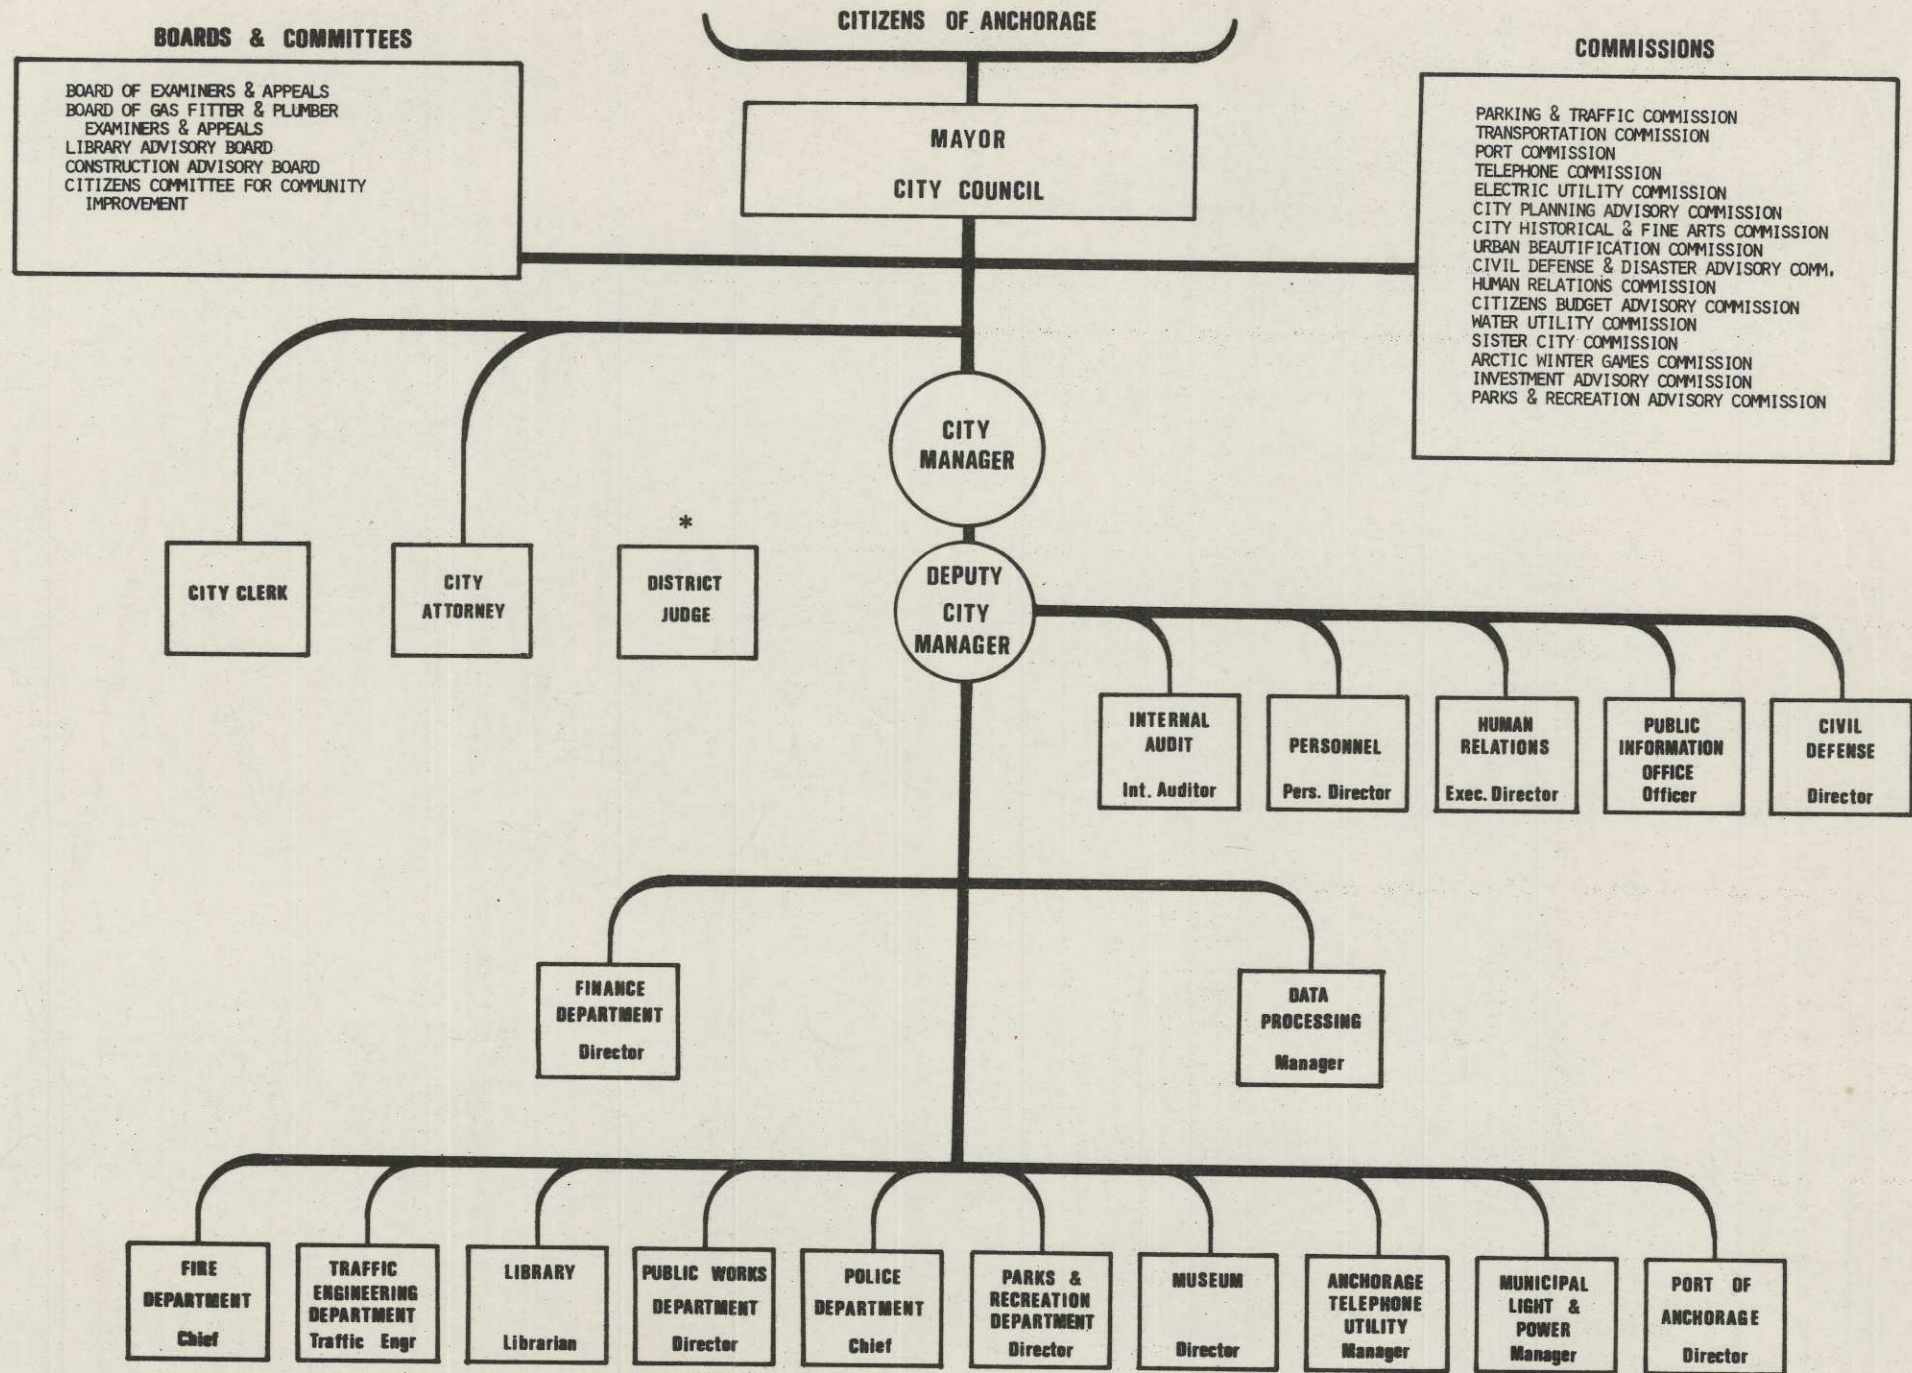 CITIZENS OF ANCHORAGE
BOARDS & COMMITTEES
BOARD OF EXAMINERS & APPEALS
BOARD OF GAS FITTER & PLUMBER
EXAMINERS & APPEALS
LIBRARY ADVISORY BOARD
CONSTRUCTION ADVISORY BOARD
CITIZENS COMMITTEE FOR COMMUNITY
IMPROVEMENT
MAYOR
CITY COUNCIL
COMMISSIONS
PARKING & TRAFFIC COMMISSION
TRANSPORTATION COMMISSION
PORT COMMISSION
TELEPHONE COMMISSION
ELECTRIC UTILITY COMMISSION
CITY PLANNING ADVISORY COMMISSION
CITY HISTORICAL & FINE ARTS COMMISSION
URBAN BEAUTIFICATION COMMISSION
CIVIL DEFENSE & DISASTER ADVISORY COMM.
HUMAN RELATIONS COMMISSION
CITIZENS BUDGET ADVISORY COMMISSION
WATER UTILITY COMMISSION
SISTER CITY COMMISSION
ARCTIC WINTER GAMES COMMISSION
INVESTMENT ADVISORY COMMISSION
PARKS & RECREATION ADVISORY COMMISSION
CITY
MANAGER
CITY CLERK
CITY
ATTORNEY
*
DISTRICT
JUDGE
DEPUTY
CITY
MANAGER
INTERNAL
AUDIT
Int. Auditor
PERSONNEL
Pers. Director
HUMAN
RELATIONS
Exec. Director
PUBLIC
INFORMATION
OFFICE
Officer
CIVIL
DEFENSE
Director
FINANCE
DEPARTMENT
Director
DATA
PROCESSING
Manager
FIRE
DEPARTMENT
Chief
TRAFFIC
ENGINEERING
DEPARTMENT
Traffic Engr
LIBRARY
Librarian
PUBLIC WORKS
DEPARTMENT
Director
POLICE
DEPARTMENT
Chief
PARKS &
RECREATION
DEPARTMENT
Director
MUSEUM
Director
ANCHORAGE
TELEPHONE
UTILITY
Manager
MUNICIPAL
LIGHT &
POWER
Manager
PORT OF
ANCHORAGE
Director